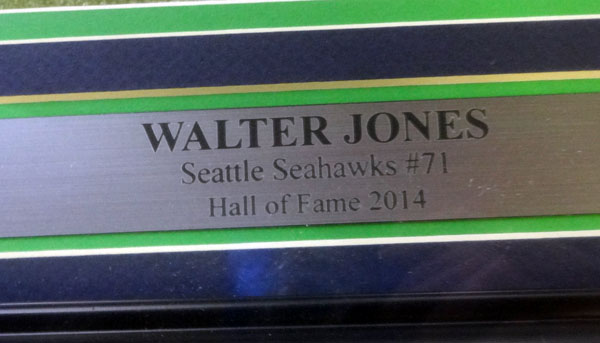 WALTER JONES
Seattle Seahawks #71
Hall of Fame 2014